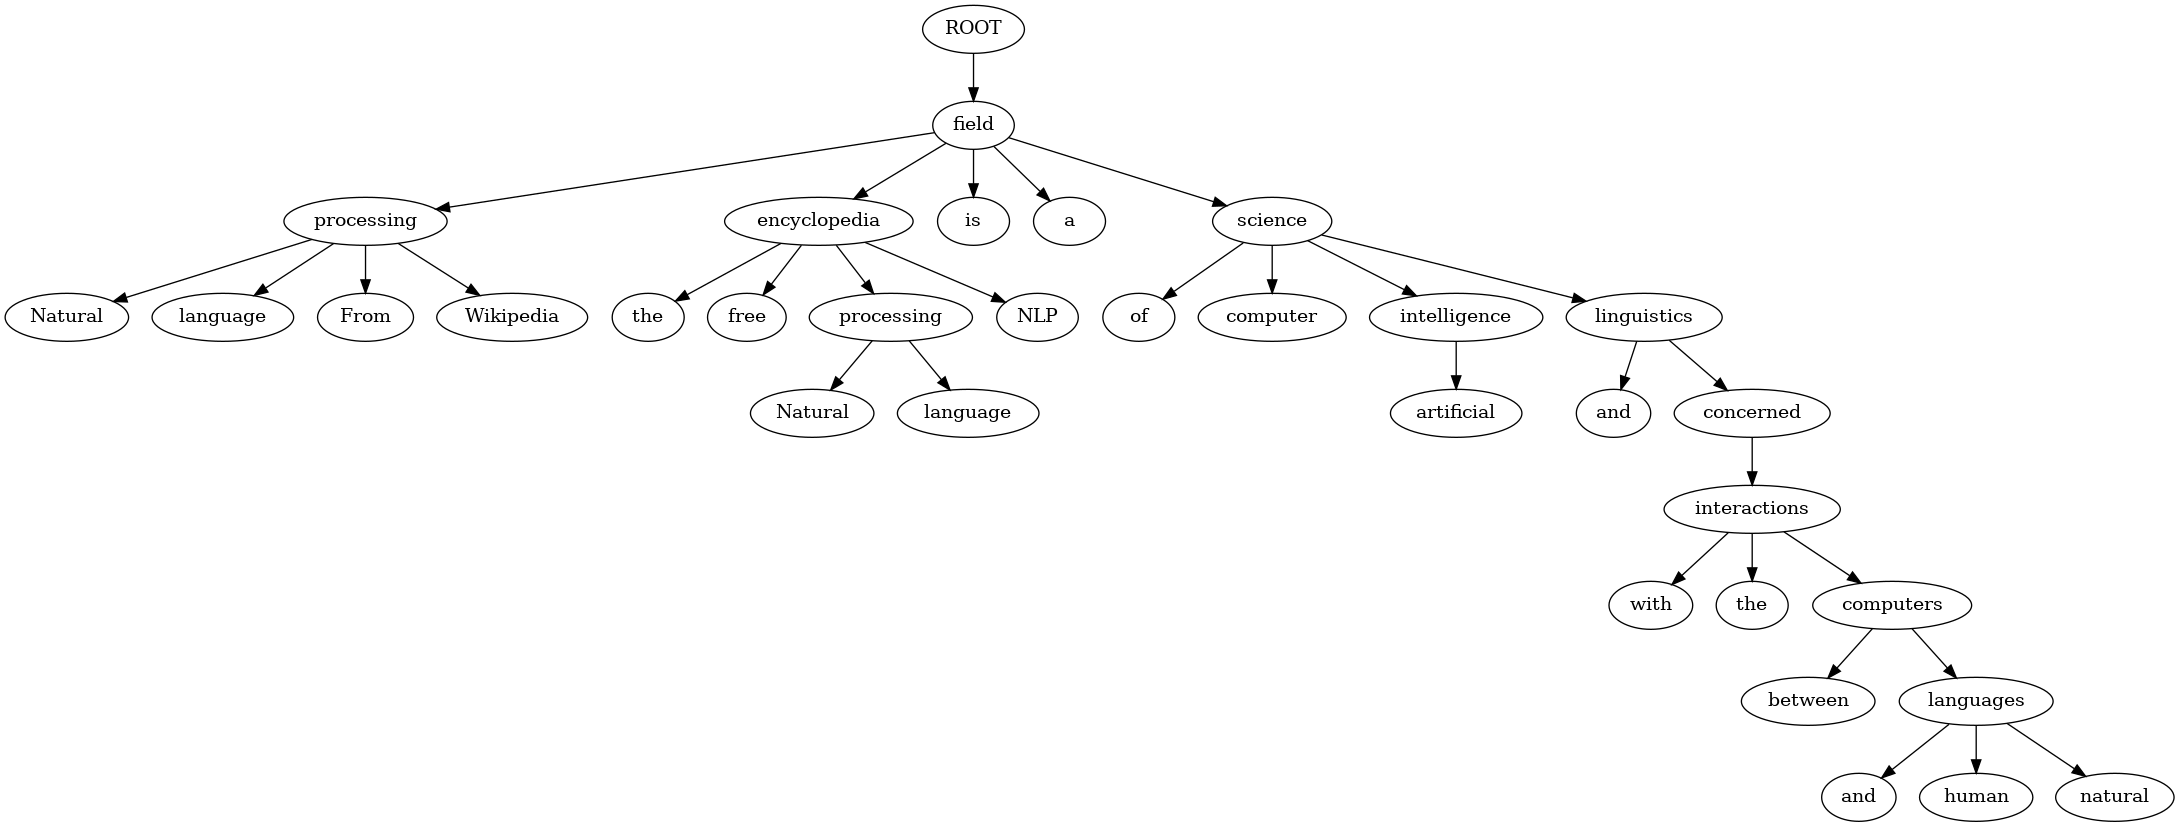 ROOT
field
processing encyclopedia is a science
Natural language From Wikipedia the free processing NLP of computer intelligence linguistics
Natural language artificial and concerned
interactions
with the computers
between languages
and human natural